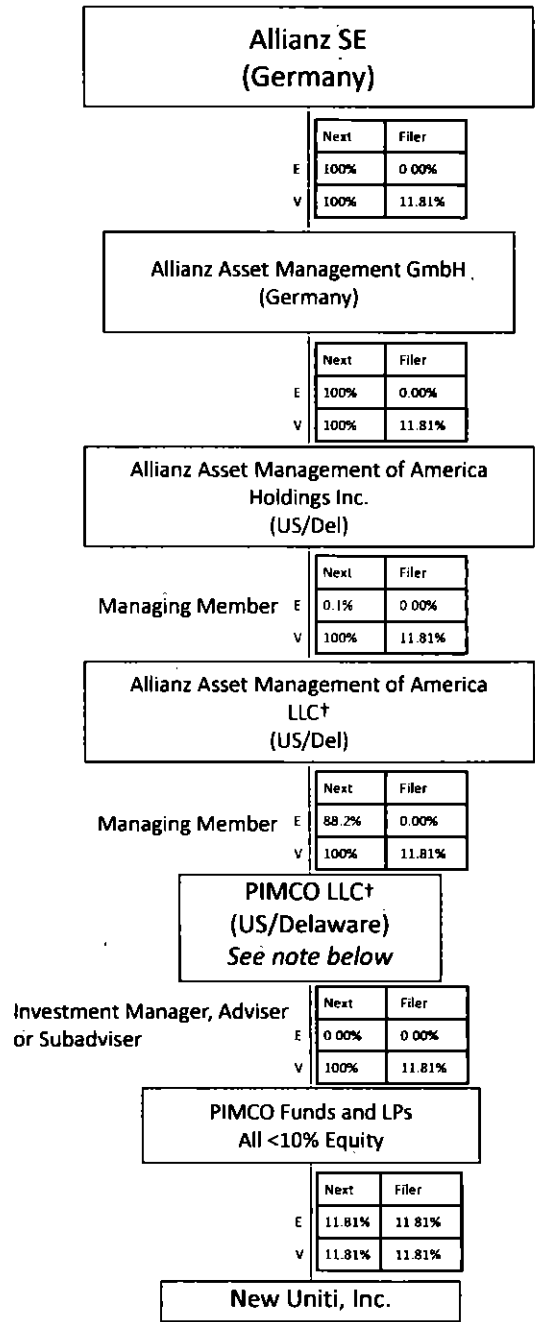 Allianz SE
(Germany)
Next Filer
E 100% 0.00%
V 100% 11.81%
Allianz Asset Management GmbH
(Germany)
Next Filer
E 100% 0.00%
V 100% 11.81%
Allianz Asset Management of America
Holdings Inc.
(US/Del)
Next Filer
Managing Member E 0.1% 0.00%
V 100% 11.81%
Allianz Asset Management of America
LLC†
(US/Del)
Next Filer
Managing Member E 88.2% 0.00%
V 100% 11.81%
PIMCO LLC†
(US/Delaware)
See note below
Investment Manager, Adviser
or Subadviser
Next Filer
E 0.00% 0.00%
V 100% 11.81%
PIMCO Funds and LPs
All <10% Equity
Next Filer
E 11.81% 11.81%
V 11.81% 11.81%
New Uniti, Inc.